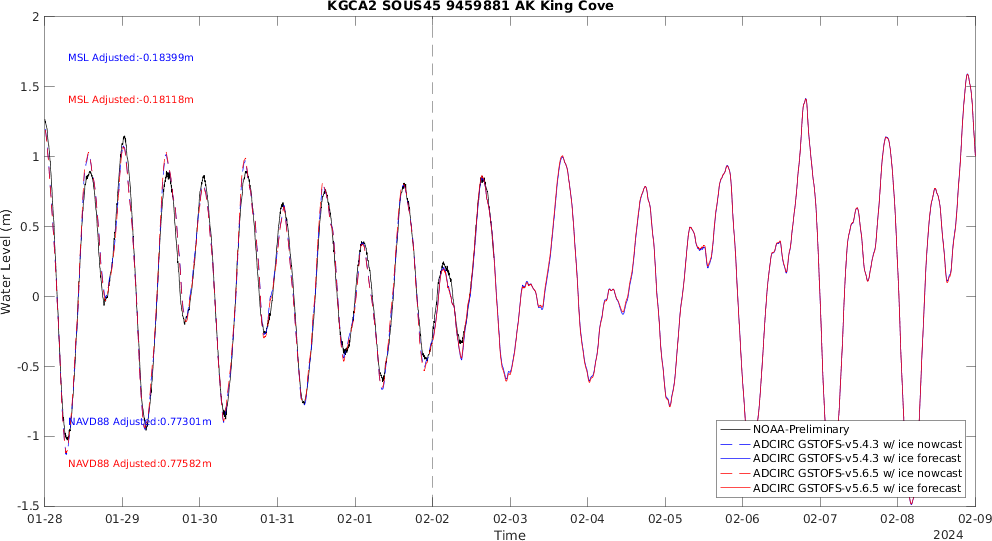 KGCA2 SOUS45 9459881 AK King Cove
2
MSL Adjusted:-0.18399m
1.5
MSL Adjusted:-0.18118m
1
0.5
Water Level (m)
0
-0.5
NAVD88 Adjusted:0.77301m
-1
NAVD88 Adjusted:0.77582m
-1.5
NOAA-Preliminary
ADCIRC GSTOFS-v5.4.3 w/ ice nowcast
ADCIRC GSTOFS-v5.4.3 w/ ice forecast
ADCIRC GSTOFS-v5.6.5 w/ ice nowcast
ADCIRC GSTOFS-v5.6.5 w/ ice forecast
01-28 01-29 01-30 01-31 02-01 02-02 02-03 02-04 02-05 02-06 02-07 02-08 02-09
Time
2024